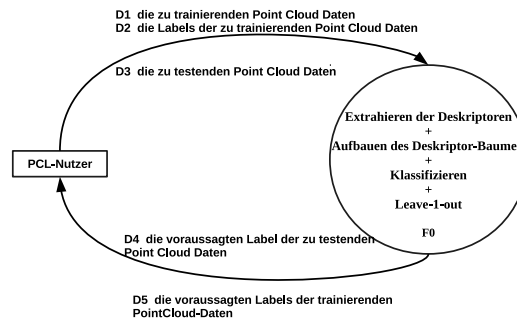 D1 die zu trainierenden Point Cloud Daten
D2 die Labels der zu trainierenden Point Cloud Daten
D3 die zu testenden Point Cloud Daten
Extrahieren der Deskriptoren
+
Aufbauen des Deskriptor-Baume
+
Klassifizieren
+
Leave-1-out
F0
PCL-Nutzer
D4 die voraussagten Label der zu testenden
Point Cloud Daten
D5 die voraussagten Labels der trainierenden
PointCloud-Daten